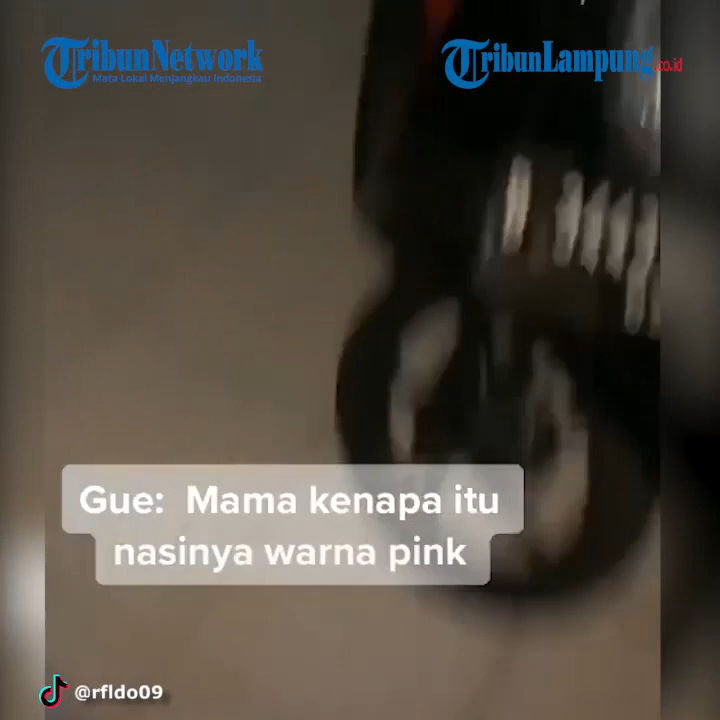 TribunNetwork
Mata Lokal Menjangkau Indonesia
TribunLampung.co.id
Gue: Mama kenapa itu
nasinya warna pink
@rfldo09